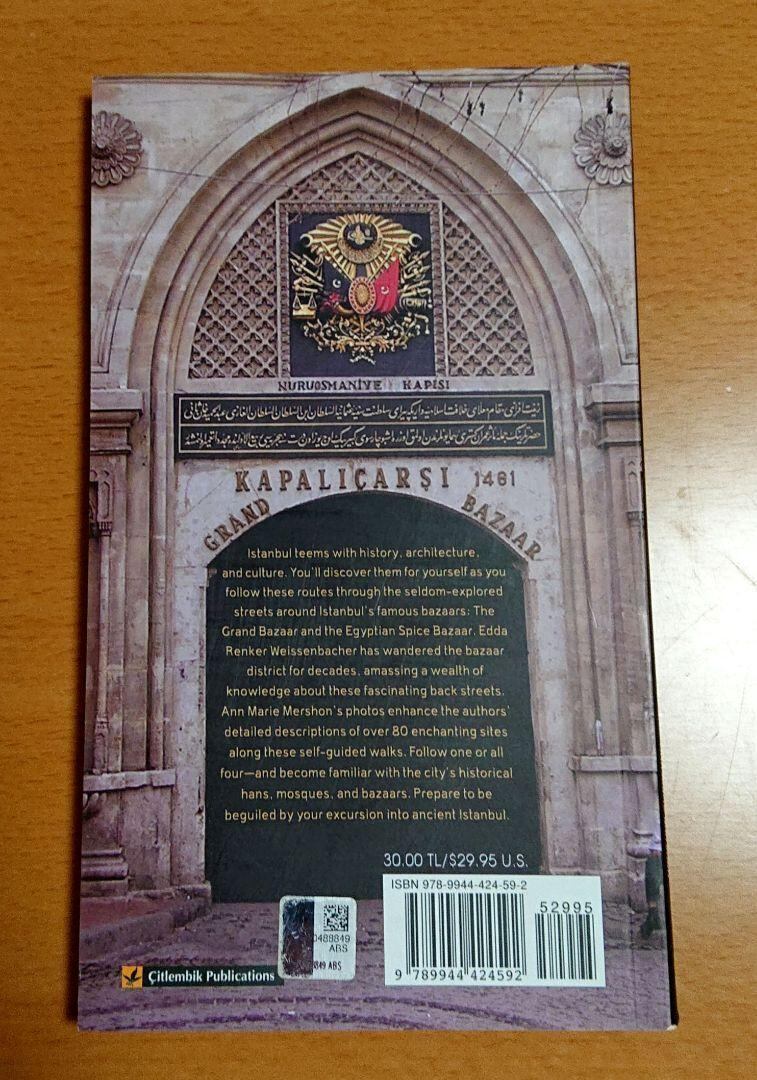 NURUOSMANİYE KAPISI
KAPALIÇARŞI 1461
GRAND BAZAAR
Istanbul teems with history, architecture,
and culture. You'll discover them for yourself as you
follow these routes through the seldom-explored
streets around Istanbul's famous bazaars: The
Grand Bazaar and the Egyptian Spice Bazaar. Edda
Renker Weissenbacher has wandered the bazaar
district for decades, amassing a wealth of
knowledge about these fascinating back streets.
Ann Marie Mershon's photos enhance the authors'
detailed descriptions of over 80 enchanting sites
along these self-guided walks. Follow one or all
four—and become familiar with the city's historical
hans, mosques, and bazaars. Prepare to be
beguiled by your excursion into ancient Istanbul.
30.00 TL/$29.95 U.S.
ISBN 978-9944-424-59-2
52995
9 789944 424592
0488849
ABS
8849 ABS
Çitlembik Publications